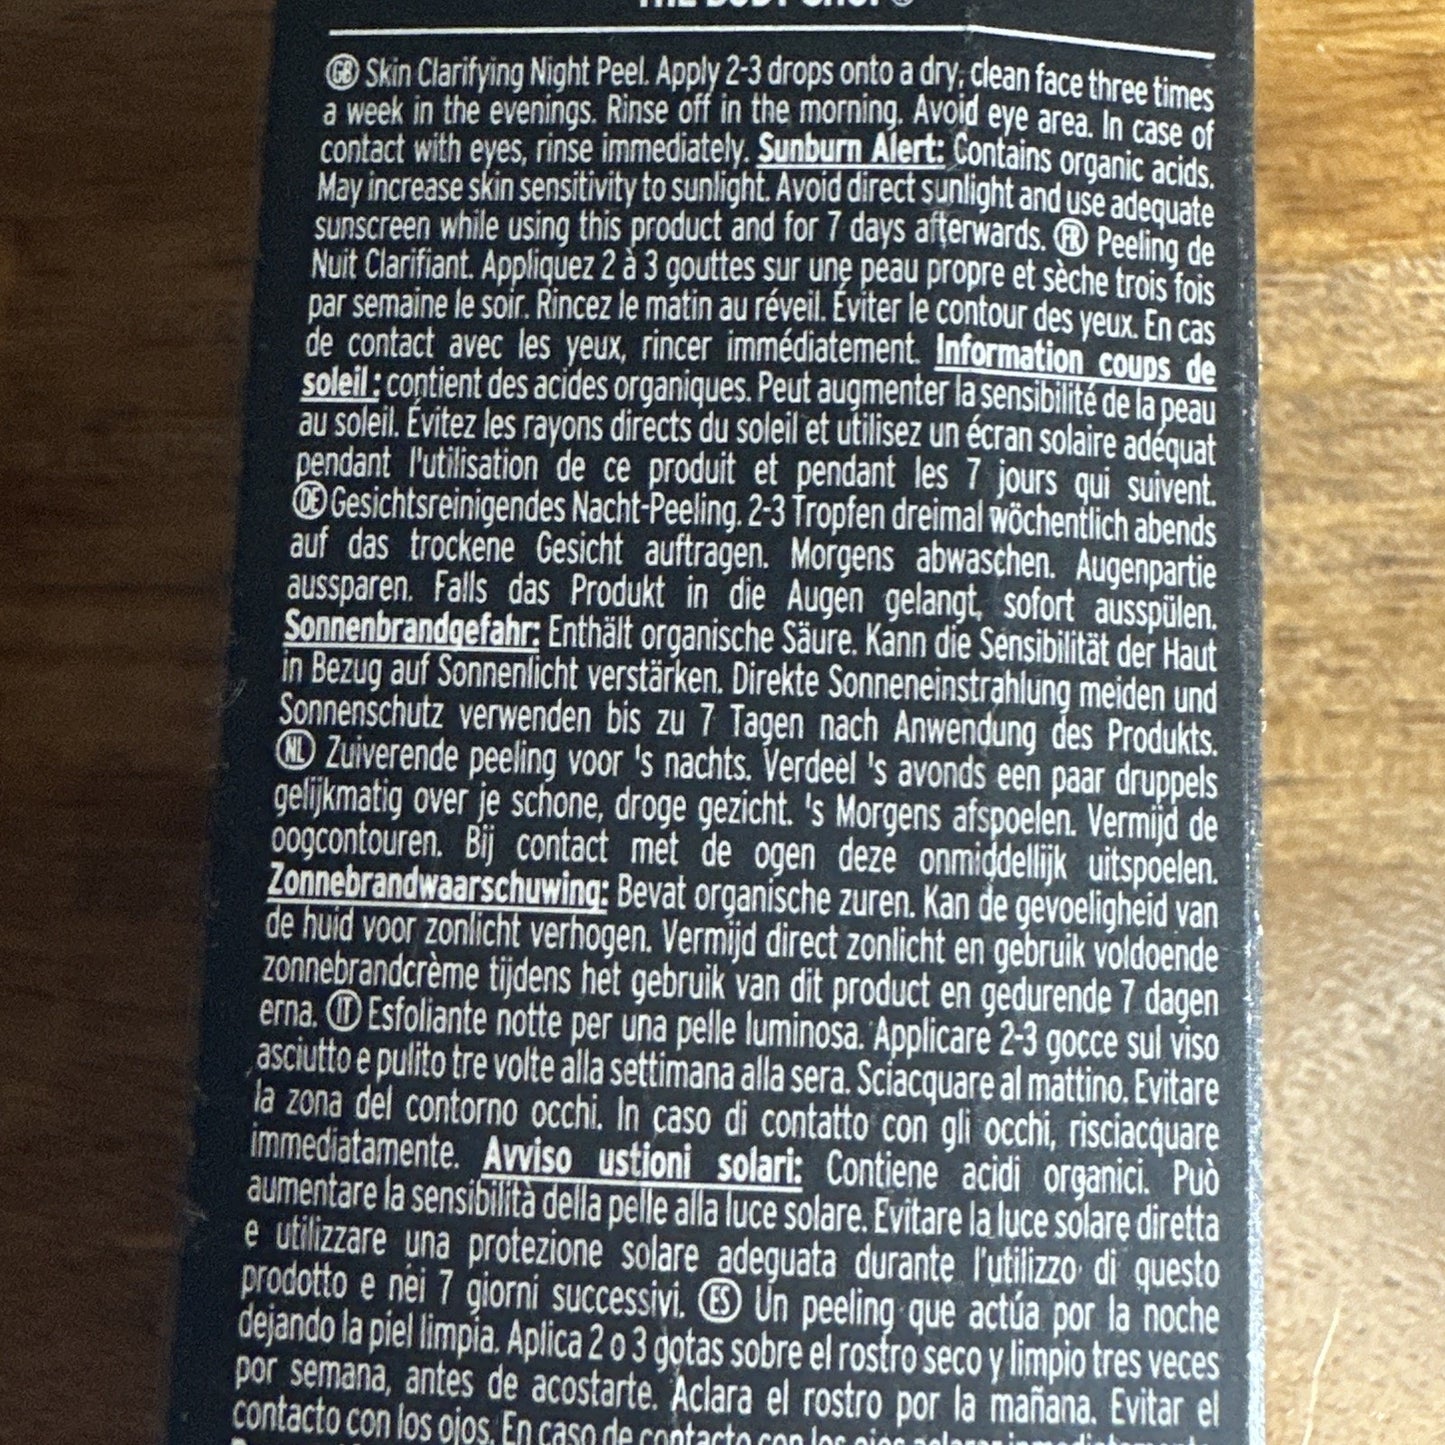 THE BODY SHOP®
GB Skin Clarifying Night Peel. Apply 2-3 drops onto a dry, clean face three times
a week in the evenings. Rinse off in the morning. Avoid eye area. In case of
contact with eyes, rinse immediately. Sunburn Alert: Contains organic acids.
May increase skin sensitivity to sunlight. Avoid direct sunlight and use adequate
sunscreen while using this product and for 7 days afterwards. FR Peeling de
Nuit Clarifiant. Appliquez 2 à 3 gouttes sur une peau propre et sèche trois fois
par semaine le soir. Rincez le matin au réveil. Éviter le contour des yeux. En cas
de contact avec les yeux, rincer immédiatement. Information coups de
soleil : contient des acides organiques. Peut augmenter la sensibilité de la peau
au soleil. Évitez les rayons directs du soleil et utilisez un écran solaire adéquat
pendant l'utilisation de ce produit et pendant les 7 jours qui suivent.
DE Gesichtsreinigendes Nacht-Peeling. 2-3 Tropfen dreimal wöchentlich abends
auf das trockene Gesicht auftragen. Morgens abwaschen. Augenpartie
aussparen. Falls das Produkt in die Augen gelangt, sofort ausspülen.
Sonnenbrandgefahr: Enthält organische Säure. Kann die Sensibilität der Haut
in Bezug auf Sonnenlicht verstärken. Direkte Sonneneinstrahlung meiden und
Sonnenschutz verwenden bis zu 7 Tagen nach Anwendung des Produkts.
NL Zuiverende peeling voor 's nachts. Verdeel 's avonds een paar druppels
gelijkmatig over je schone, droge gezicht. 's Morgens afspoelen. Vermijd de
oogcontouren. Bij contact met de ogen deze onmiddellijk uitspoelen.
Zonnebrandwaarschuwing: Bevat organische zuren. Kan de gevoeligheid van
de huid voor zonlicht verhogen. Vermijd direct zonlicht en gebruik voldoende
zonnebrandcrème tijdens het gebruik van dit product en gedurende 7 dagen
erna. IT Esfoliante notte per una pelle luminosa. Applicare 2-3 gocce sul viso
asciutto e pulito tre volte alla settimana alla sera. Sciacquare al mattino. Evitare
la zona del contorno occhi. In caso di contatto con gli occhi, risciacquare
immediatamente. Avviso ustioni solari: Contiene acidi organici. Può
aumentare la sensibilità della pelle alla luce solare. Evitare la luce solare diretta
e utilizzare una protezione solare adeguata durante l'utilizzo di questo
prodotto e nei 7 giorni successivi. ES Un peeling que actúa por la noche
dejando la piel limpia. Aplica 2 o 3 gotas sobre el rostro seco y limpio tres veces
por semana, antes de acostarte. Aclara el rostro por la mañana. Evitar el
contacto con los ojos. En caso de contacto con los ojos